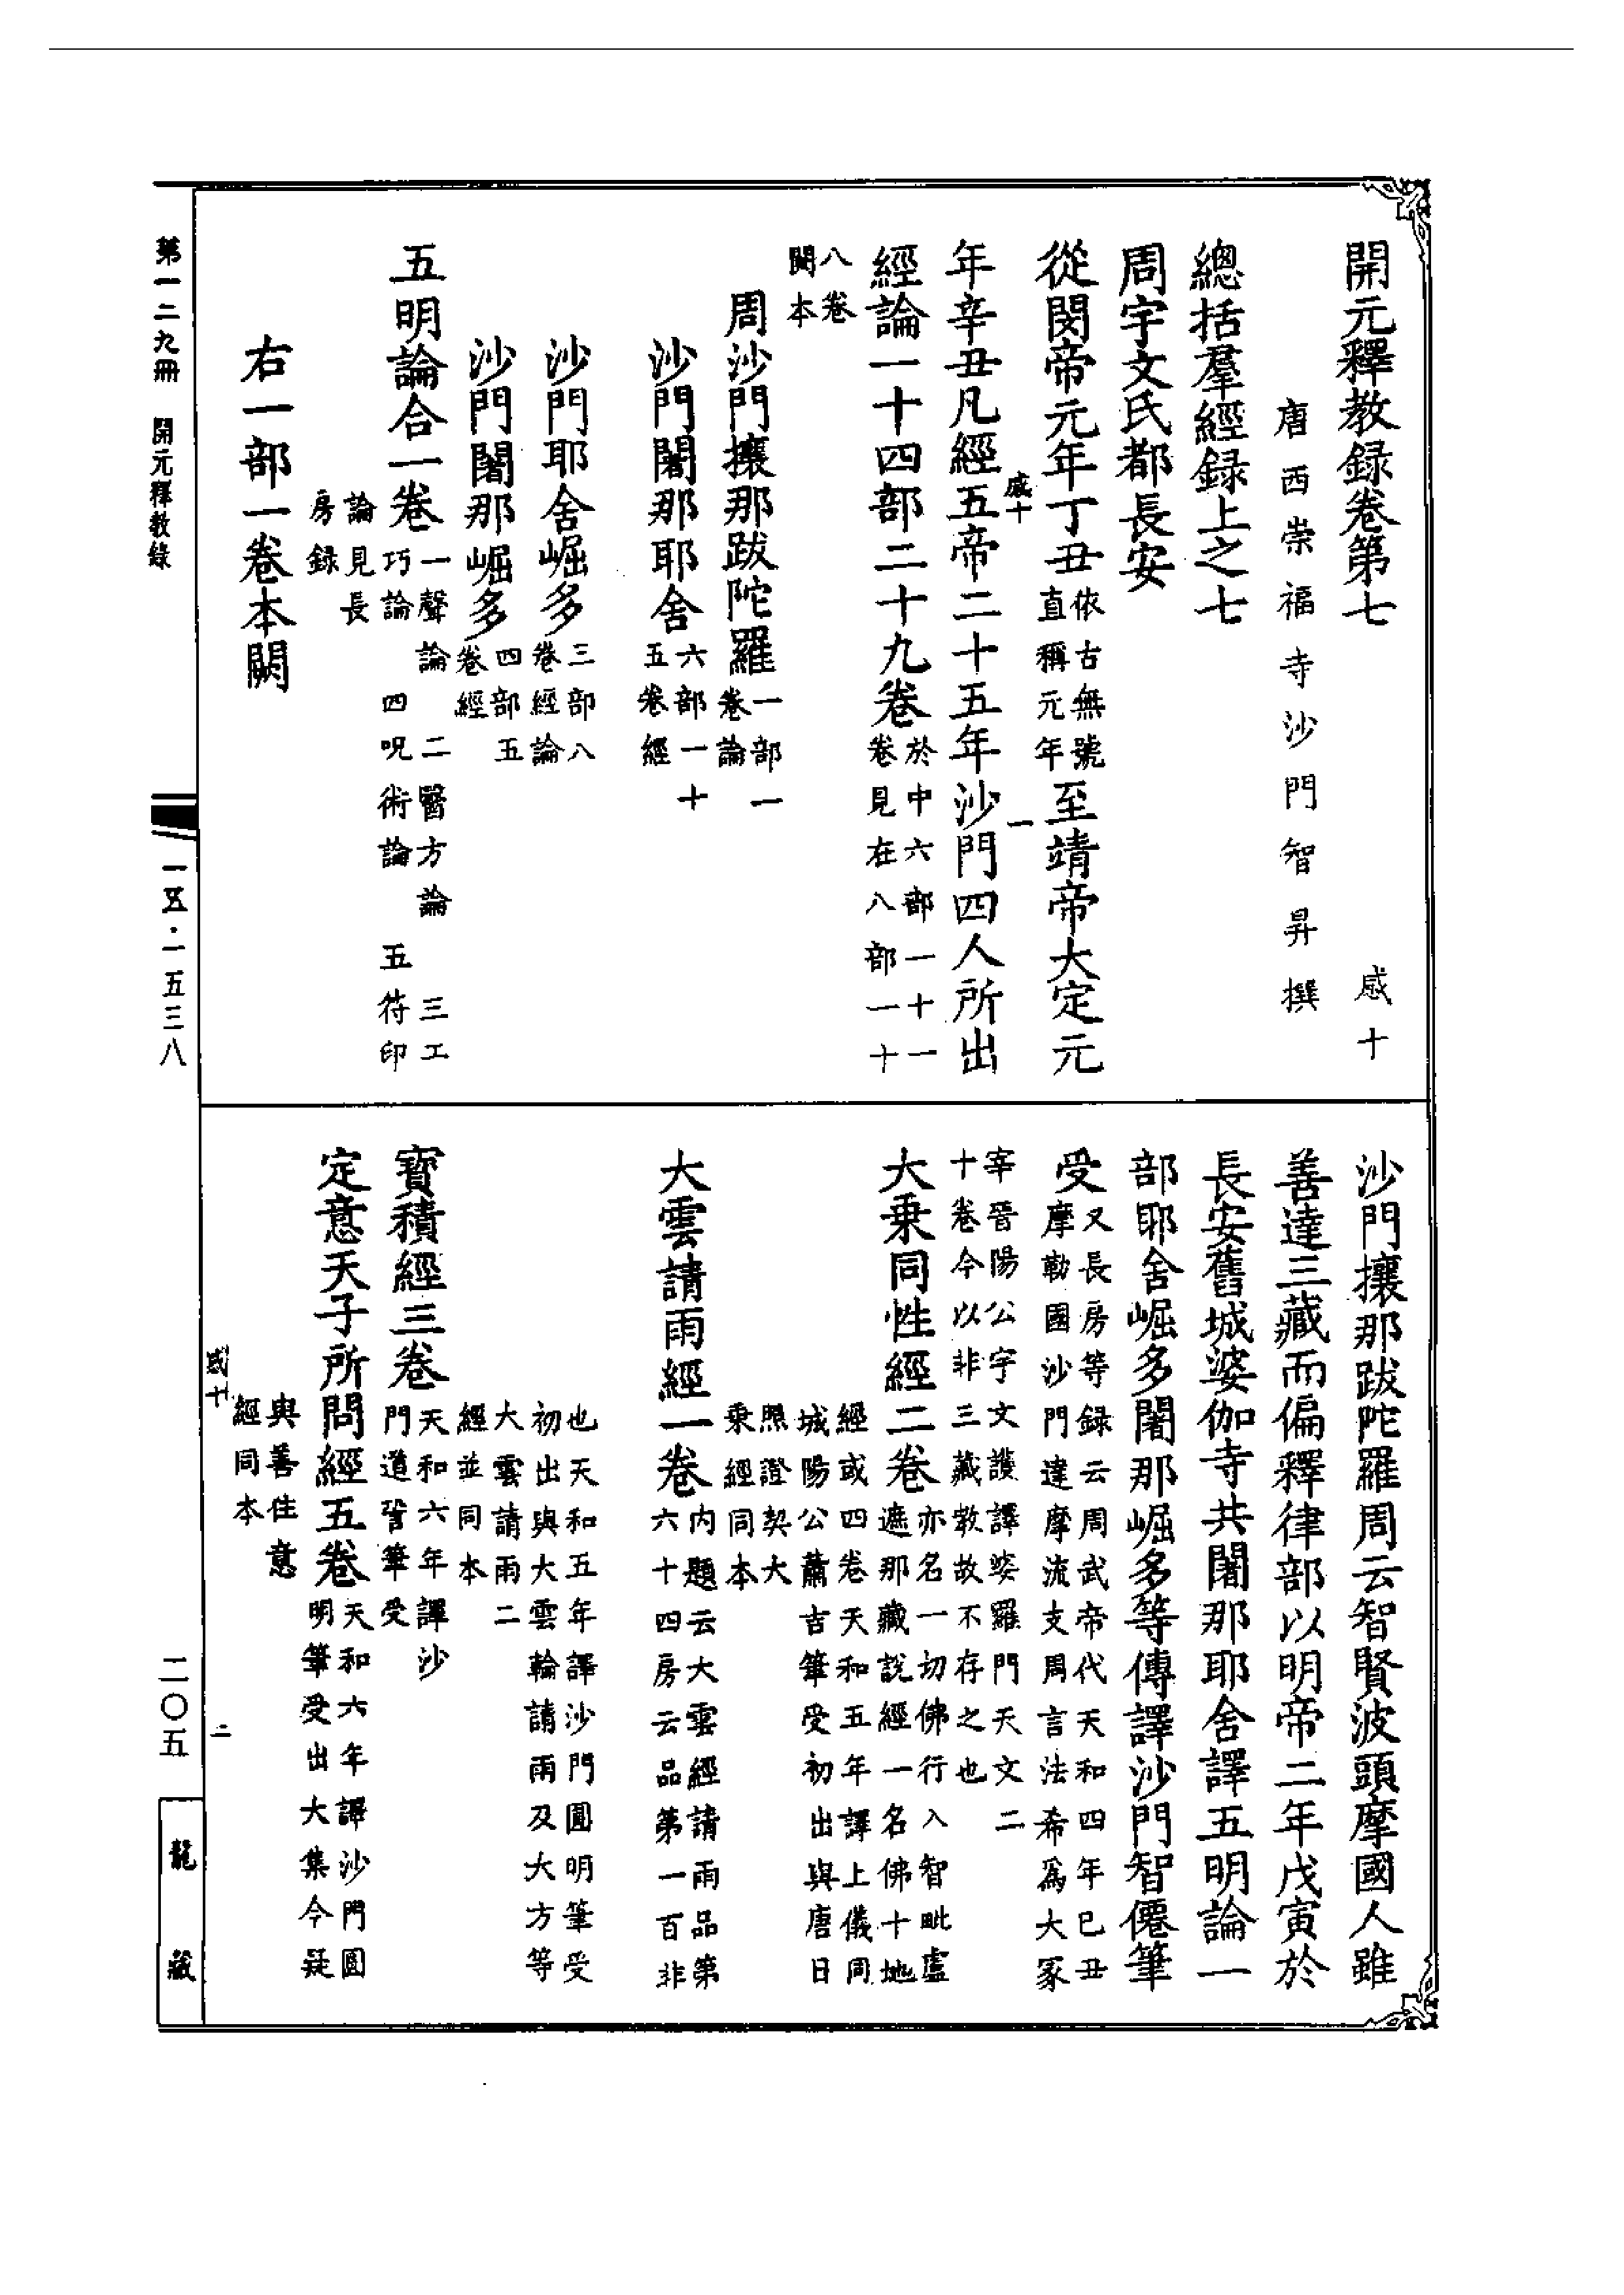 開元釋教録卷第七　感十
唐西崇福寺沙門智昇撰
總括羣經録上之七
周宇文氏都長安
從閔帝元年丁丑依古無號直稱元年至靖帝大定元
感十　一
年辛丑凡經五帝二十五年沙門四人所出
經論一十四部二十九卷於中六部一十一卷見在八部一十
八卷闕本
周沙門攘那跋陀羅一部一卷論
沙門闍那耶舍六部一十五卷經
沙門耶舍崛多三部八卷經論
沙門闍那崛多四部五卷經
五明論合一卷一聲論　二醫方論　三工巧論　四呪術論　五符印
論見長房録
右一部一卷本闕
沙門攘那跋陀羅周云智賢波頭摩國人雖
善達三藏而偏釋律部以明帝二年戊寅於
長安舊城婆伽寺共闍那耶舍譯五明論一
部耶舍崛多闍那崛多等傳譯沙門智僊筆
受又長房等録云周武帝代天和四年已丑摩勒國沙門達摩流支周言法希爲大冢
宰晉陽公宇文護譯婆羅門天文二十卷今以非三藏教故不存之也
大乘同性經二卷亦名一切佛行入智毗盧遮那藏說經一名佛十地
經或四卷天和五年譯上儀同城陽公蕭吉筆受初出與唐日
照證契大乘經同本
大雲請雨經一卷内題云大雲經請雨品第六十四房云品第一百非
也天和五年譯沙門圓明筆受初出與大雲輪請雨及大方等
大雲請雨二經並同本
寳積經三卷天和六年譯沙門道䛒筆受
定意天子所問經五卷天和六年譯沙門圓明筆受出大集今疑
與善住意經同本
感十　二
第一二九冊　開元釋教錄
一五·一五三八
二〇五
龍藏